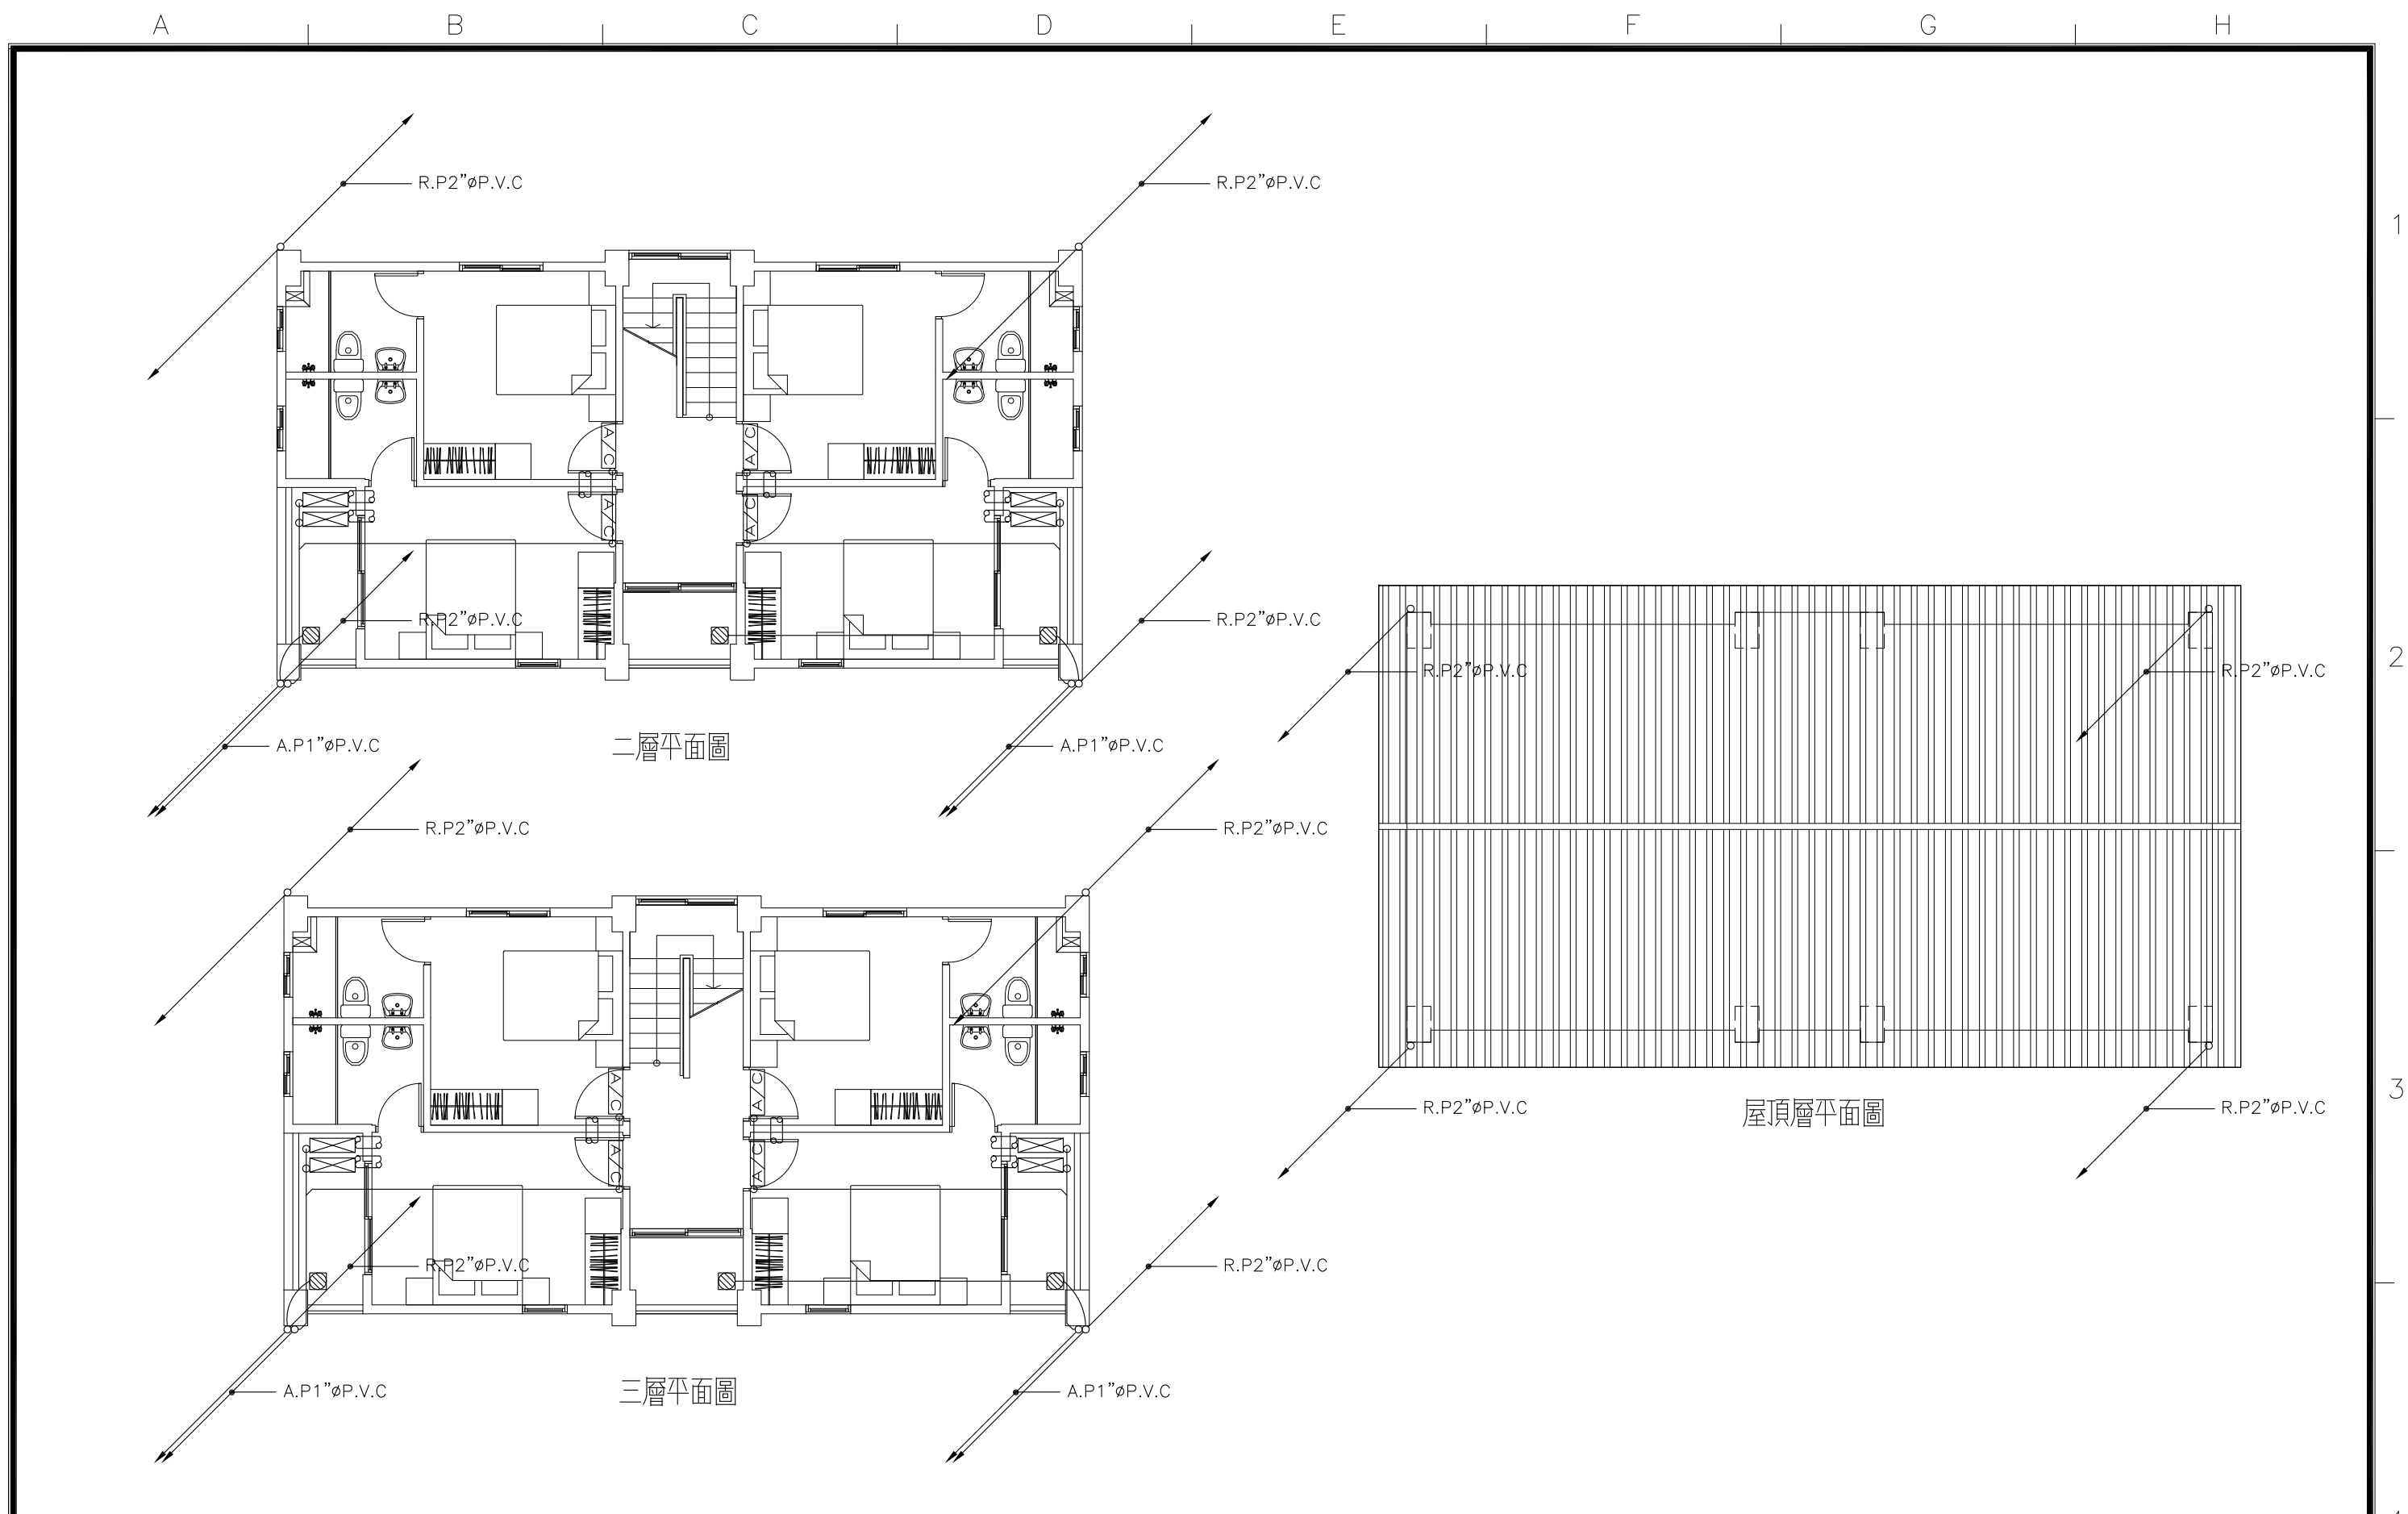 A B C D E F G H
1
R.P2"øP.V.C R.P2"øP.V.C
A/C A/C
A/C A/C
R.P2"øP.V.C R.P2"øP.V.C
2
R.P2"øP.V.C R.P2"øP.V.C
A.P1"øP.V.C 二層平面圖 A.P1"øP.V.C
R.P2"øP.V.C R.P2"øP.V.C
A/C A/C
3
R.P2"øP.V.C 屋頂層平面圖 R.P2"øP.V.C
A/C A/C
R.P2"øP.V.C R.P2"øP.V.C
A.P1"øP.V.C 三層平面圖 A.P1"øP.V.C